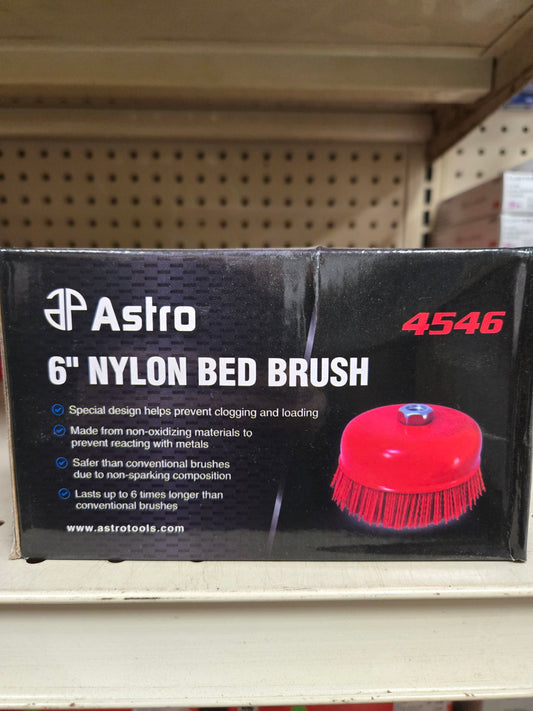 Astro
4546
6" NYLON BED BRUSH
Special design helps prevent clogging and loading
Made from non-oxidizing materials to
prevent reacting with metals
Safer than conventional brushes
due to non-sparking composition
Lasts up to 6 times longer than
conventional brushes
www.astrotools.com